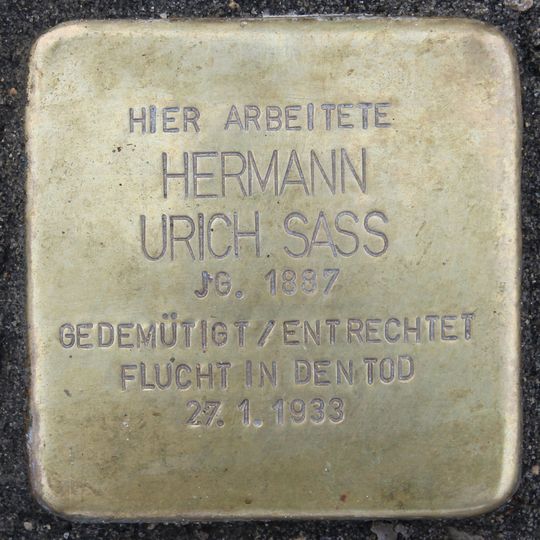 HIER ARBEITETE
HERMANN
URICH SASS
JG. 1887
GEDEMÜTIGT/ENTRECHTET
FLUCHT IN DEN TOD
27.1.1933